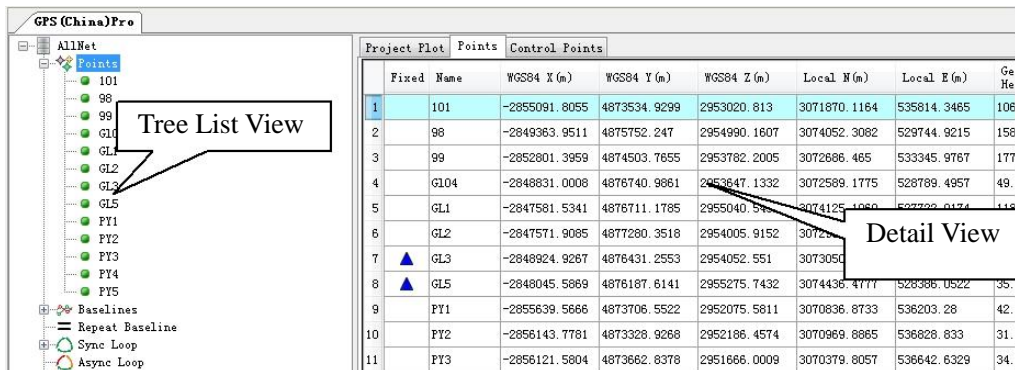 GPS(China)Pro
AllNet
Points
101
98
99
GL2
GL3
GL5
PY1
PY2
PY3
PY4
PY5
Baselines
Repeat Baseline
Sync Loop
Async Loop
Tree List View
Project Plot Points Control Points
Fixed Name WGS84 X(m) WGS84 Y(m) WGS84 Z(m) Local N(m) Local E(m)
1 101 -2855091.8055 4873534.9299 2953020.813 3071870.1164 535814.3465
2 98 -2849363.9511 4875752.247 2954990.1607 3074052.3082 529744.9215
3 99 -2852801.3959 4874503.7655 2953782.2005 3072686.465 533345.9767
4 G104 -2848831.0008 4876740.9861 2953647.1332 3072589.1775 528789.4957
5 GL1 -2847581.5341 4876711.1785
6 GL2 -2847571.9085 4877280.3518 2954005.9152
7 GL3 -2848924.9267 4876431.2553 2954052.551
8 GL5 -2848045.5869 4876187.6141 2955275.7432 3074436.4777 528386.0522
9 PY1 -2855639.5666 4873706.5522 2952075.5811 3070836.8733 536203.28
10 PY2 -2856143.7781 4873328.9268 2952186.4574 3070969.8865 536828.833
11 PY3 -2856121.5804 4873662.8378 2951666.0009 3070379.8057 536642.6329
Detail View